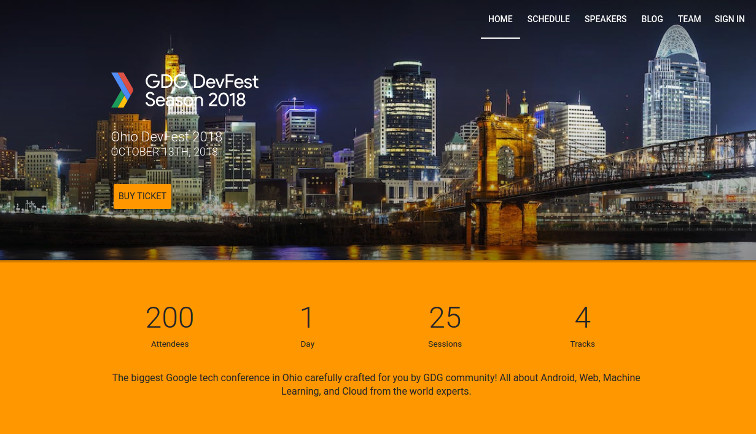 HOME SCHEDULE SPEAKERS BLOG TEAM SIGN IN
GDG DevFest
Season 2018
Ohio DevFest 2018
OCTOBER 13TH, 2018
BUY TICKET
200 1 25 4
Attendees Day Sessions Tracks
The biggest Google tech conference in Ohio carefully crafted for you by GDG community! All about Android, Web, Machine
Learning, and Cloud from the world experts.